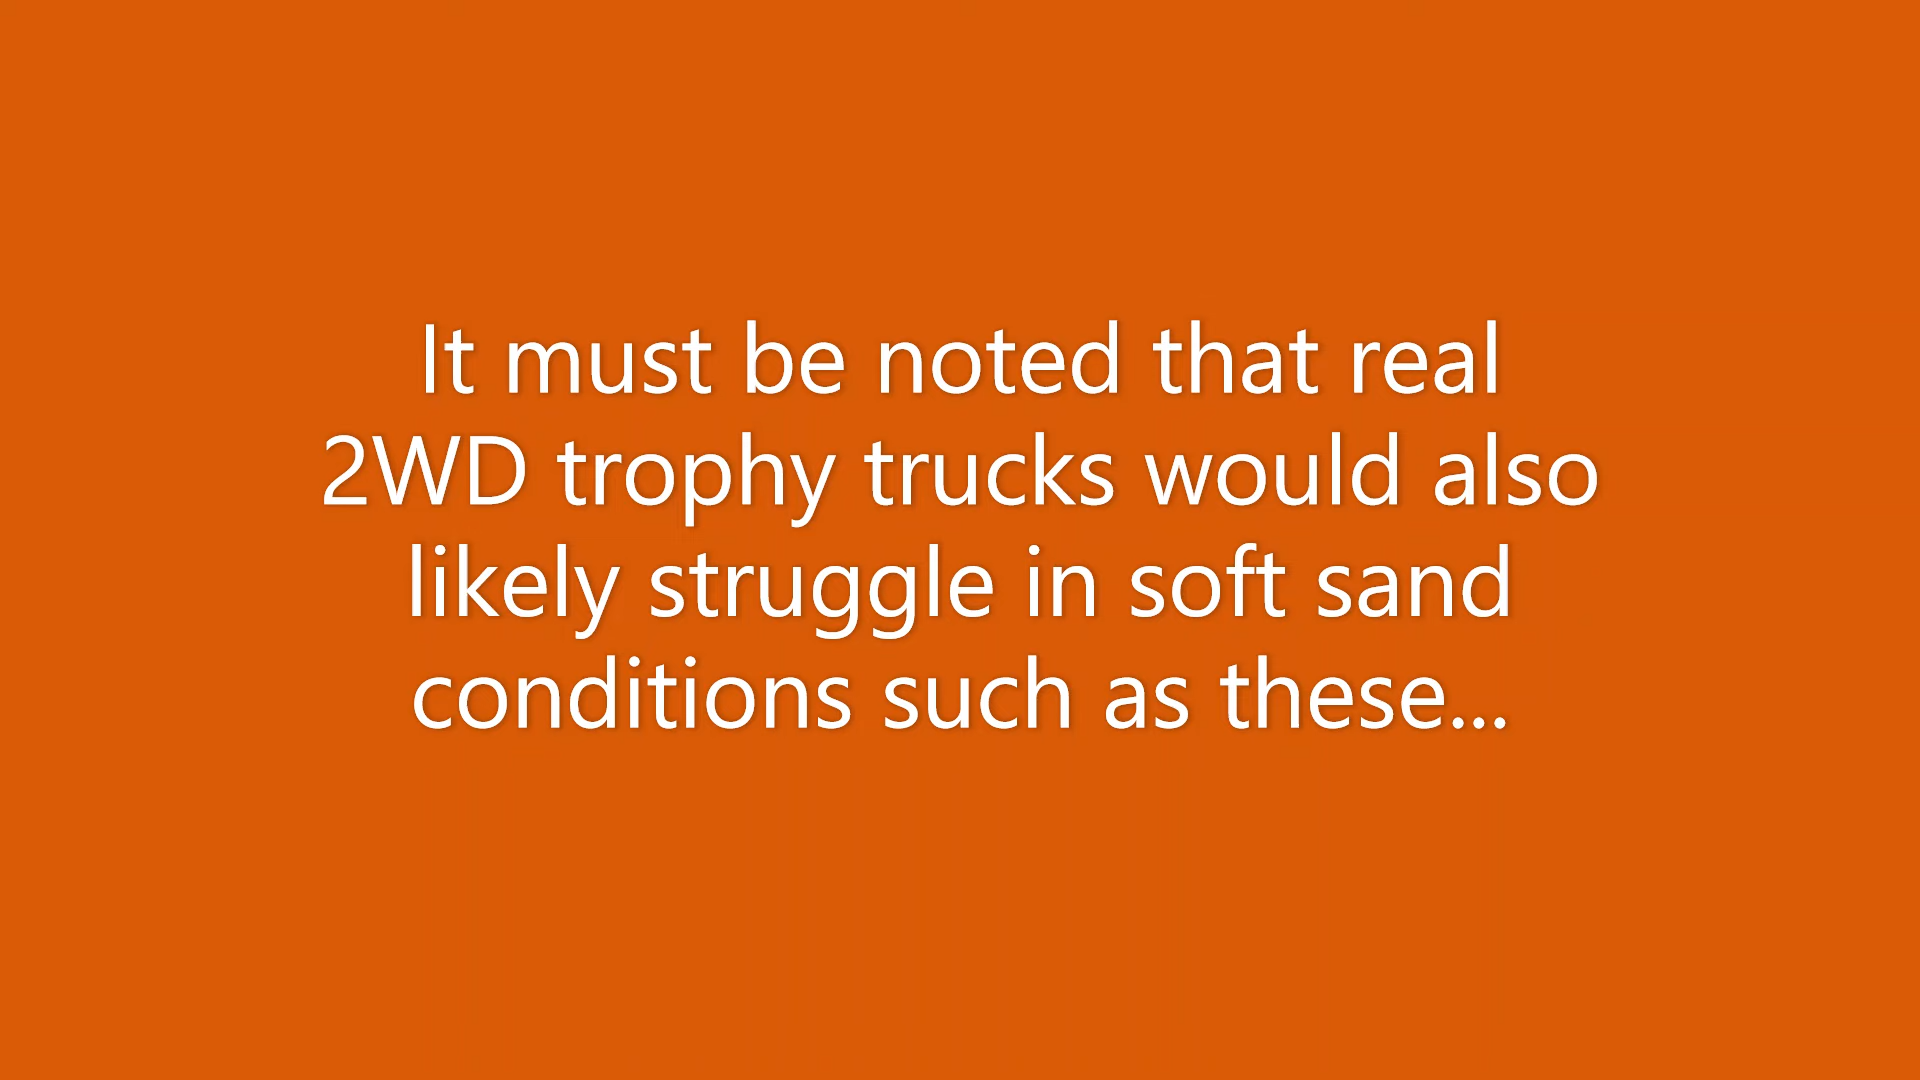 It must be noted that real
2WD trophy trucks would also
likely struggle in soft sand
conditions such as these...